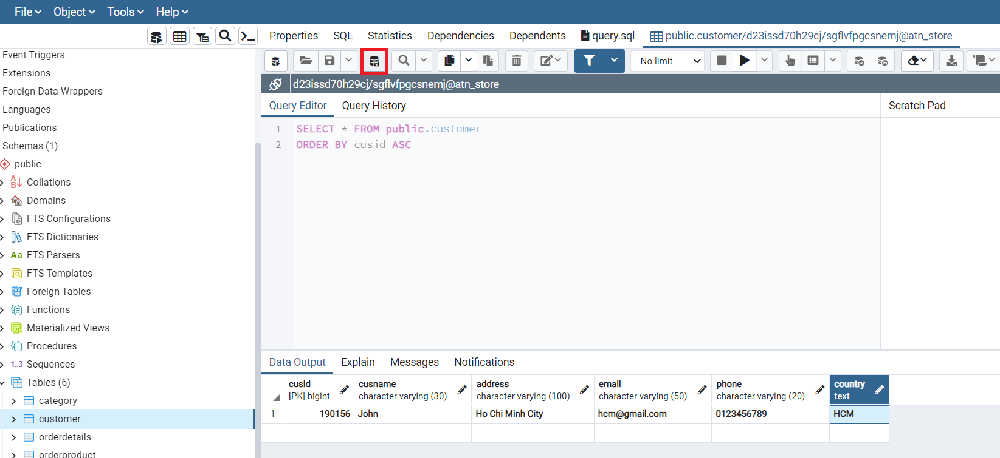 File Object Tools Help
Properties SQL Statistics Dependencies Dependents query.sql public.customer/d23issd70h29cj/sgflvfpgcsnemj@atn_store
No limit
d23issd70h29cj/sgflvfpgcsnemj@atn_store
Query Editor Query History Scratch Pad
1 SELECT * FROM public.customer
2 ORDER BY cusid ASC
Event Triggers
Extensions
Foreign Data Wrappers
Languages
Publications
Schemas (1)
public
Collations
Domains
FTS Configurations
FTS Dictionaries
Aa FTS Parsers
FTS Templates
Foreign Tables
Functions
Materialized Views
Procedures
1..3 Sequences
Tables (6)
category
customer
orderdetails
orderproduct
Data Output Explain Messages Notifications
cusid cusname address email phone country
[PK] bigint character varying (30) character varying (100) character varying (50) character varying (20) text
1 190156 John Ho Chi Minh City hcm@gmail.com 0123456789 HCM